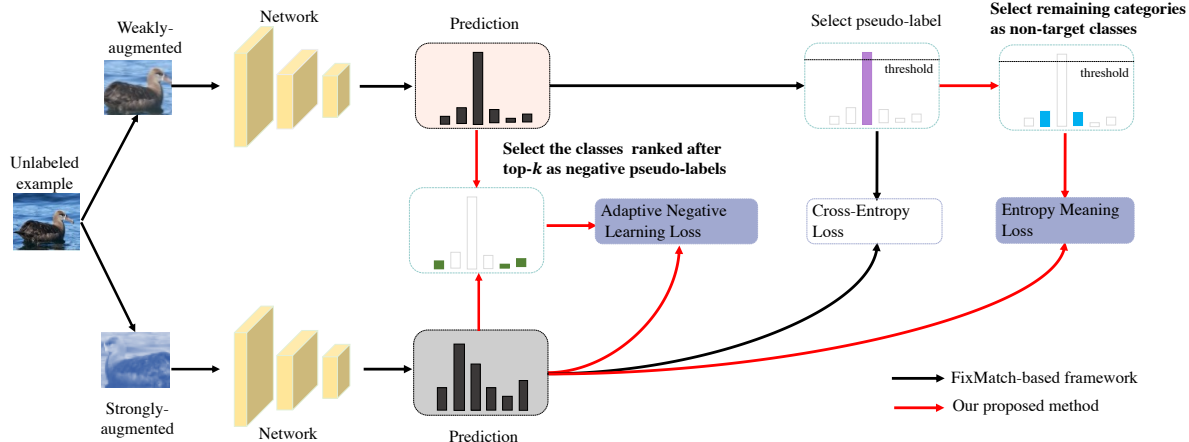 Weakly-
augmented
Network
Prediction
Select pseudo-label
Select remaining categories
as non-target classes
threshold
threshold
Unlabeled
example
Select the classes ranked after
top-k as negative pseudo-labels
Adaptive Negative
Learning Loss
Cross-Entropy
Loss
Entropy Meaning
Loss
Strongly-
augmented
Network
Prediction
FixMatch-based framework
Our proposed method